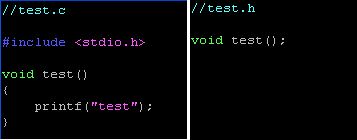 //test.c
#include <stdio.h>
void test()
{
    printf("test");
}
//test.h
void test();